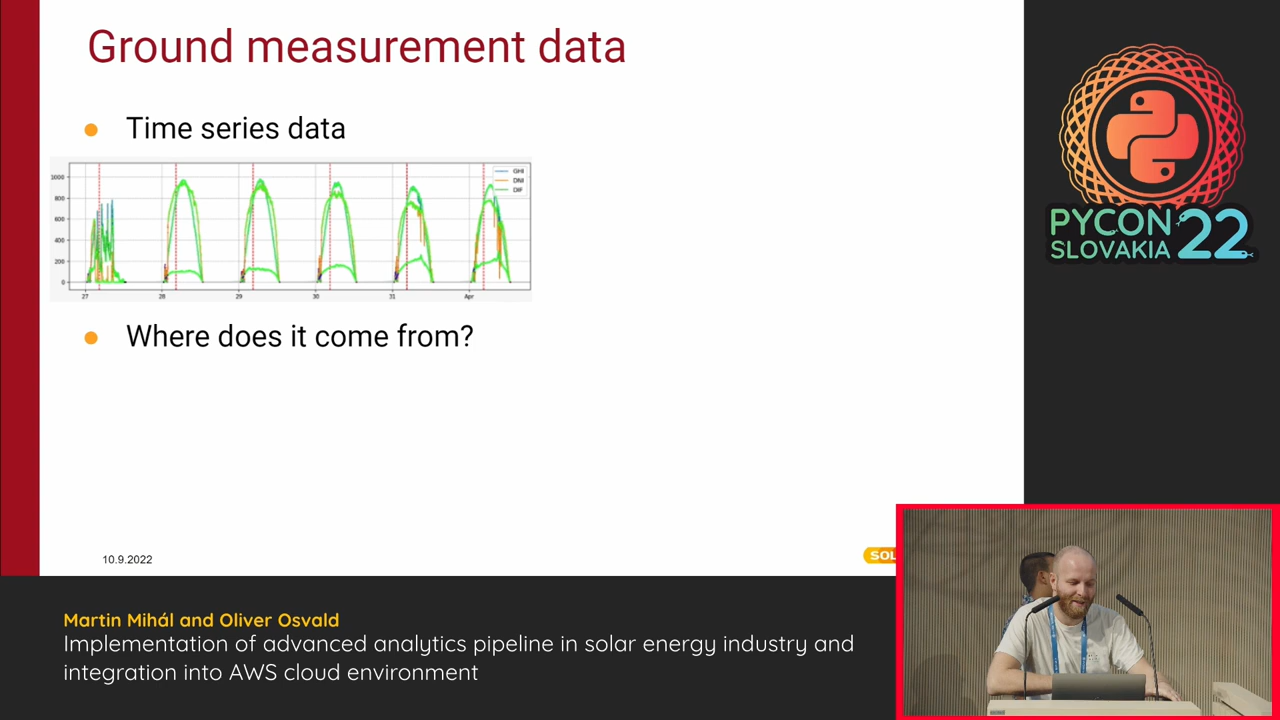 Ground measurement data
Time series data
1000
800
600
400
200
0
GHI
DNI
DIF
27
28
29
30
31
Apr
Where does it come from?
10.9.2022
SOL
PYCON
SLOVAKIA
22
Martin Mihál and Oliver Osvald
Implementation of advanced analytics pipeline in solar energy industry and
integration into AWS cloud environment